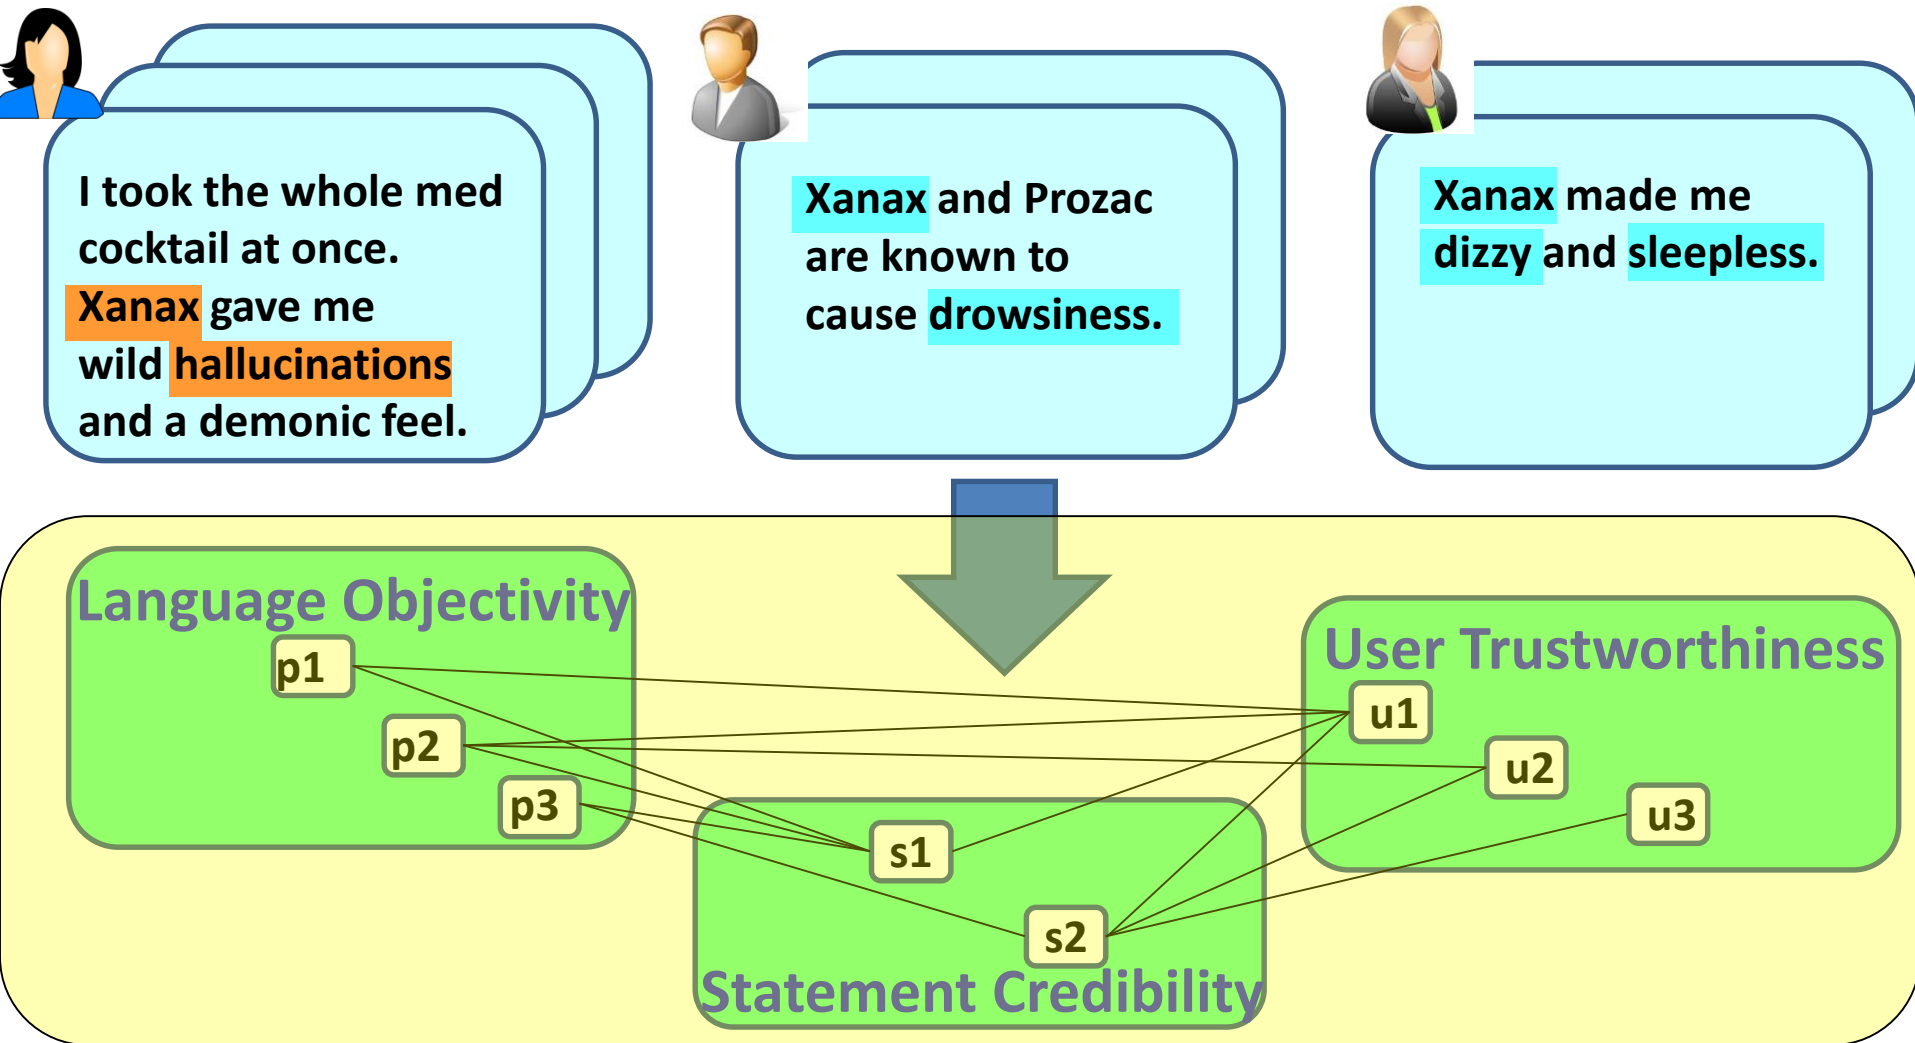 I took the whole med
cocktail at once.
Xanax gave me
wild hallucinations
and a demonic feel.
Xanax and Prozac
are known to
cause drowsiness.
Xanax made me
dizzy and sleepless.
Language Objectivity
p1
p2
p3
User Trustworthiness
u1
u2
u3
s1
s2
Statement Credibility